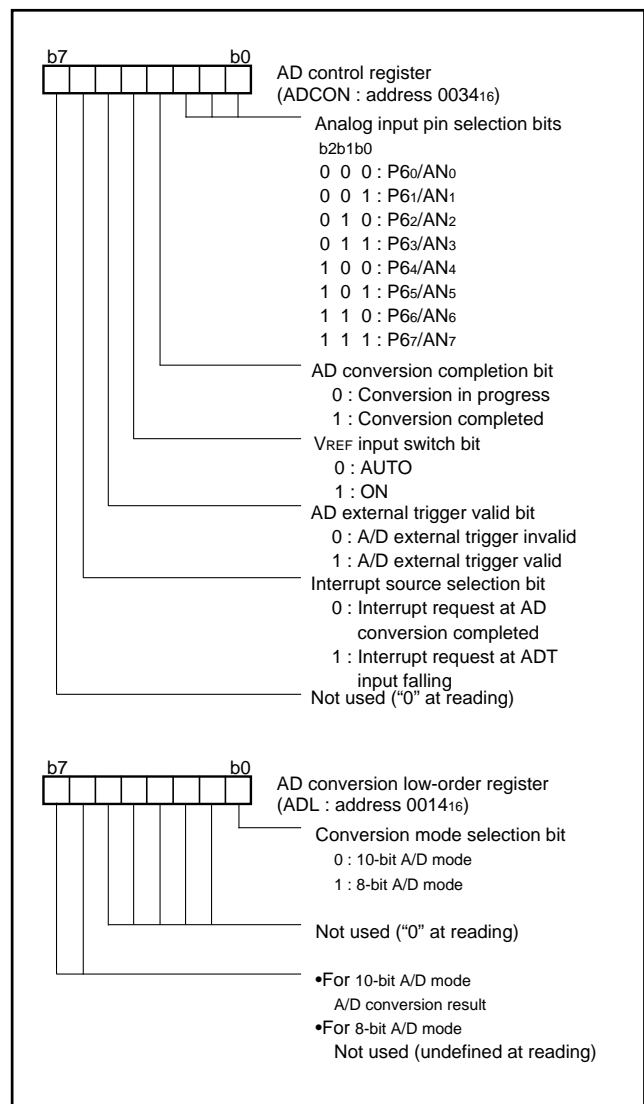 b7 b0
AD control register
(ADCON : address 003416)
Analog input pin selection bits
b2b1b0
0 0 0 : P60/AN0
0 0 1 : P61/AN1
0 1 0 : P62/AN2
0 1 1 : P63/AN3
1 0 0 : P64/AN4
1 0 1 : P65/AN5
1 1 0 : P66/AN6
1 1 1 : P67/AN7
AD conversion completion bit
0 : Conversion in progress
1 : Conversion completed
VREF input switch bit
0 : AUTO
1 : ON
AD external trigger valid bit
0 : A/D external trigger invalid
1 : A/D external trigger valid
Interrupt source selection bit
0 : Interrupt request at AD
conversion completed
1 : Interrupt request at ADT
input falling
Not used (“0” at reading)
b7 b0
AD conversion low-order register
(ADL : address 001416)
Conversion mode selection bit
0 : 10-bit A/D mode
1 : 8-bit A/D mode
Not used (“0” at reading)
•For 10-bit A/D mode
A/D conversion result
•For 8-bit A/D mode
Not used (undefined at reading)